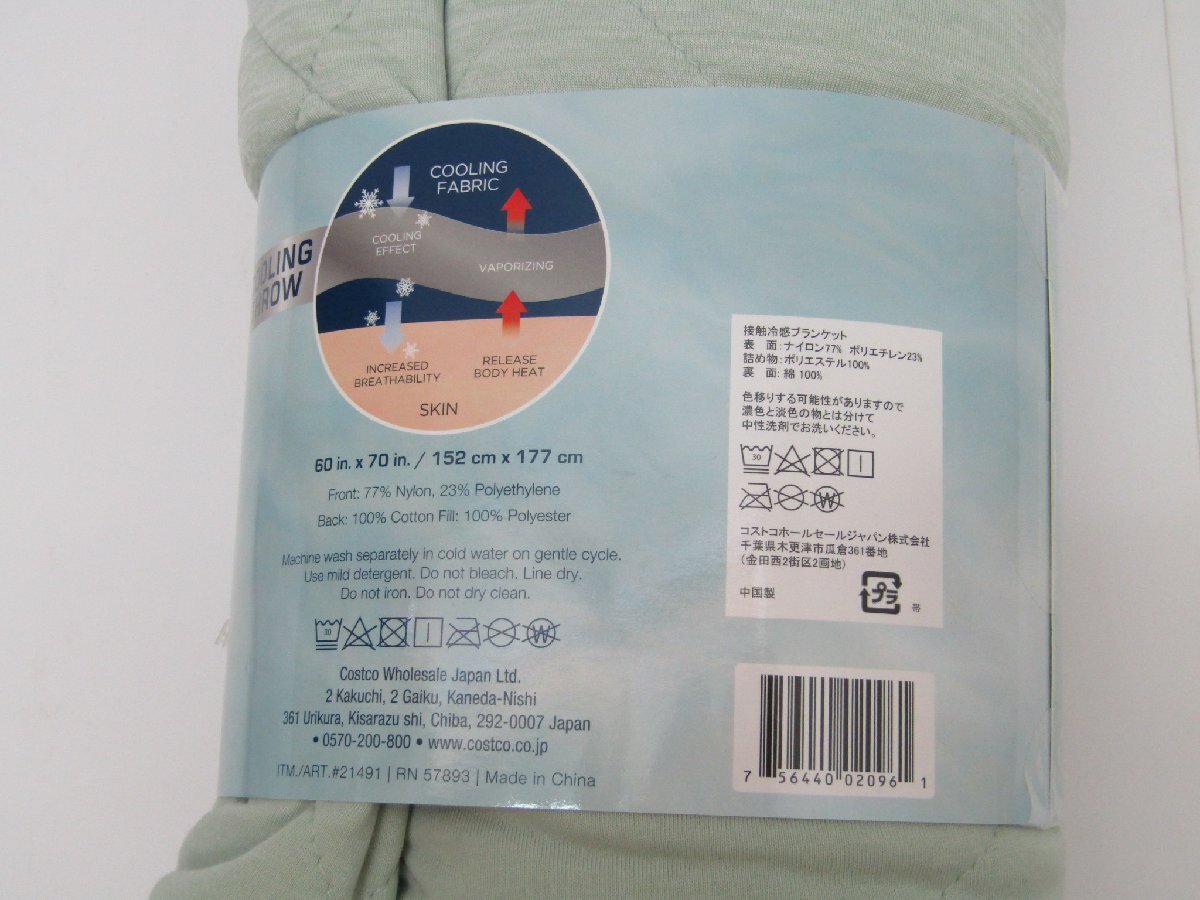 COOLING
FABRIC
COOLING
EFFECT
VAPORIZING
INCREASED
BREATHABILITY
RELEASE
BODY HEAT
SKIN
60 in. x 70 in. / 152 cm x 177 cm
Front: 77% Nylon, 23% Polyethylene
Back: 100% Cotton Fill: 100% Polyester
Machine wash separately in cold water on gentle cycle.
Use mild detergent. Do not bleach. Line dry.
Do not iron. Do not dry clean.
30
W
Costco Wholesale Japan Ltd.
2 Kakuchi, 2 Gaiku, Kaneda-Nishi
361 Urikura, Kisarazu shi, Chiba, 292-0007 Japan
• 0570-200-800 • www.costco.co.jp
ITM./ART.#21491 | RN 57893 | Made in China
接触冷感ブランケット
表 面:ナイロン77% ポリエチレン23%
詰め物:ポリエステル100%
裏 面:綿 100%
色移りする可能性がありますので
濃色と淡色の物とは分けて
中性洗剤でお洗いください。
30
W
コストコホールセールジャパン株式会社
千葉県木更津市瓜倉361番地
(金田西2街区2画地)
中国製
プラ
帯
7 56440 02096 1